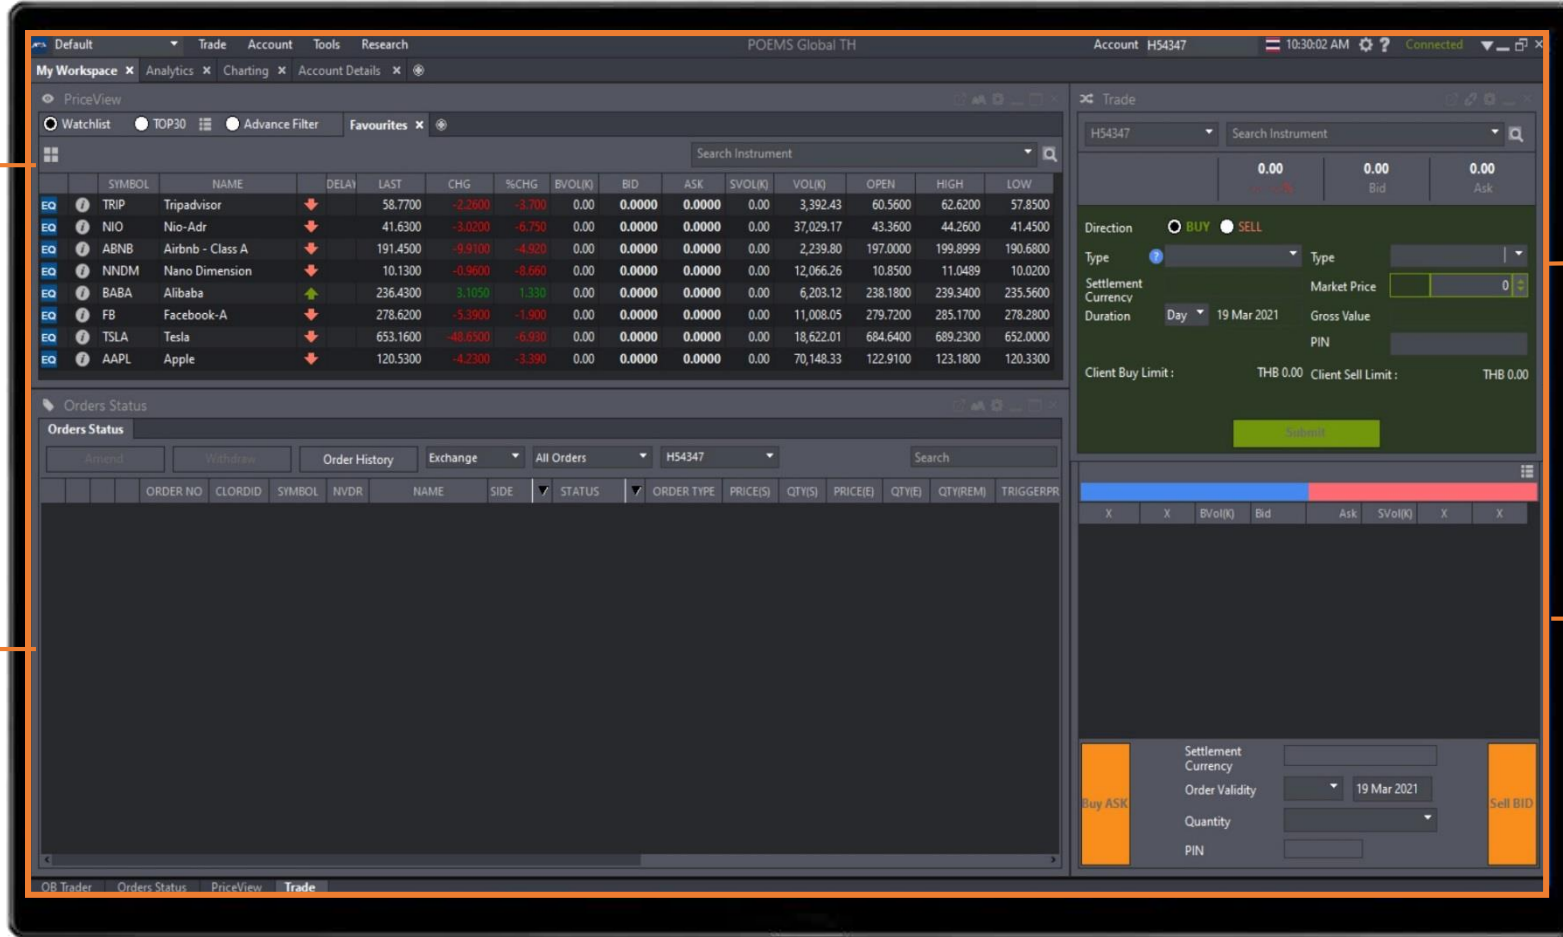 Default Trade Account Tools Research POEMS Global TH Account H54347 10:30:02 AM ? Connected
My Workspace × Analytics × Charting × Account Details ×
PriceView
Watchlist TOP30 Advance Filter Favourites ×
Search Instrument
SYMBOL NAME DELAY LAST CHG %CHG BVOL(K) BID ASK SVOL(K) VOL(K) OPEN HIGH LOW
EQ i TRIP Tripadvisor 58.7700 -2.2600 -3.700 0.00 0.0000 0.0000 0.00 3,392.43 60.5600 62.6200 57.8500
EQ i NIO Nio-Adr 41.6300 -3.0200 -6.750 0.00 0.0000 0.0000 0.00 37,029.17 43.3600 44.2600 41.4500
EQ i ABNB Airbnb - Class A 191.4500 -9.9100 -4.920 0.00 0.0000 0.0000 0.00 2,239.80 197.0000 199.8999 190.6800
EQ i NNDM Nano Dimension 10.1300 -0.9600 -8.660 0.00 0.0000 0.0000 0.00 12,066.26 10.8500 11.0489 10.0200
EQ i BABA Alibaba 236.4300 3.1050 1.330 0.00 0.0000 0.0000 0.00 6,203.12 238.1800 239.3400 235.5600
EQ i FB Facebook-A 278.6200 -5.3900 -1.900 0.00 0.0000 0.0000 0.00 11,008.05 279.7200 285.1700 278.2800
EQ i TSLA Tesla 653.1600 -48.6500 -6.930 0.00 0.0000 0.0000 0.00 18,622.01 684.6400 689.2300 652.0000
EQ i AAPL Apple 120.5300 -4.2300 -3.390 0.00 0.0000 0.0000 0.00 70,148.33 122.9100 123.1800 120.3300
Orders Status
Orders Status
Amend Withdraw Order History Exchange All Orders H54347 Search
ORDER NO CLORDID SYMBOL NVDR NAME SIDE STATUS ORDER TYPE PRICE(S) QTY(S) PRICE(E) QTY(E) QTY(REM) TRIGGERPR
Trade
H54347 Search Instrument
0.00 0.00 0.00
Bid Ask
Direction BUY SELL
Type ? Type
Settlement
Currency
Market Price 0
Duration Day 19 Mar 2021 Gross Value
PIN
Client Buy Limit : THB 0.00 Client Sell Limit : THB 0.00
Submit
X X BVol(K) Bid Ask SVol(K) X X
Buy ASK
Settlement
Currency
Order Validity 19 Mar 2021
Quantity
PIN
Sell BID
OB Trader Orders Status PriceView Trade